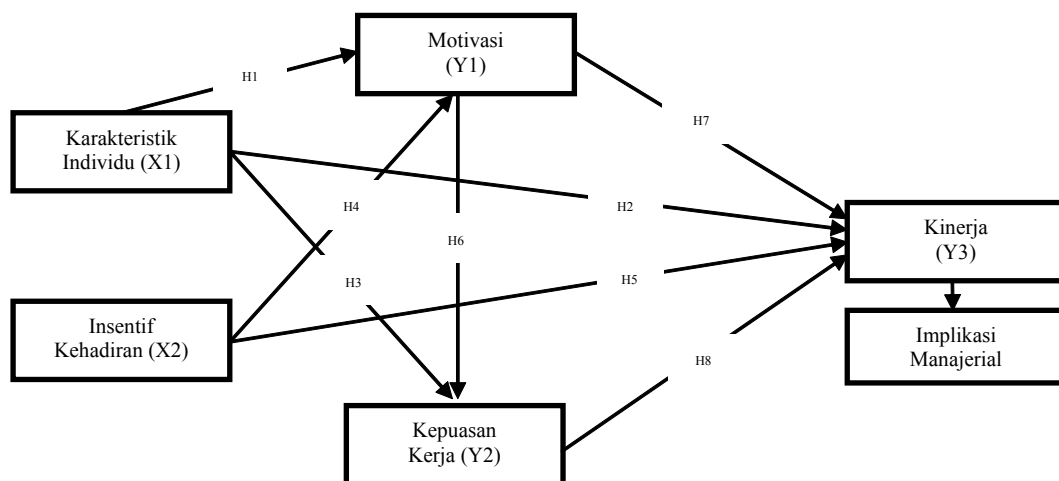 Motivasi
(Y1)
H1
H7
Karakteristik
Individu (X1)
H4
H2
Kinerja
(Y3)
H6
H3
H5
Insentif
Kehadiran (X2)
Implikasi
Manajerial
H8
Kepuasan
Kerja (Y2)